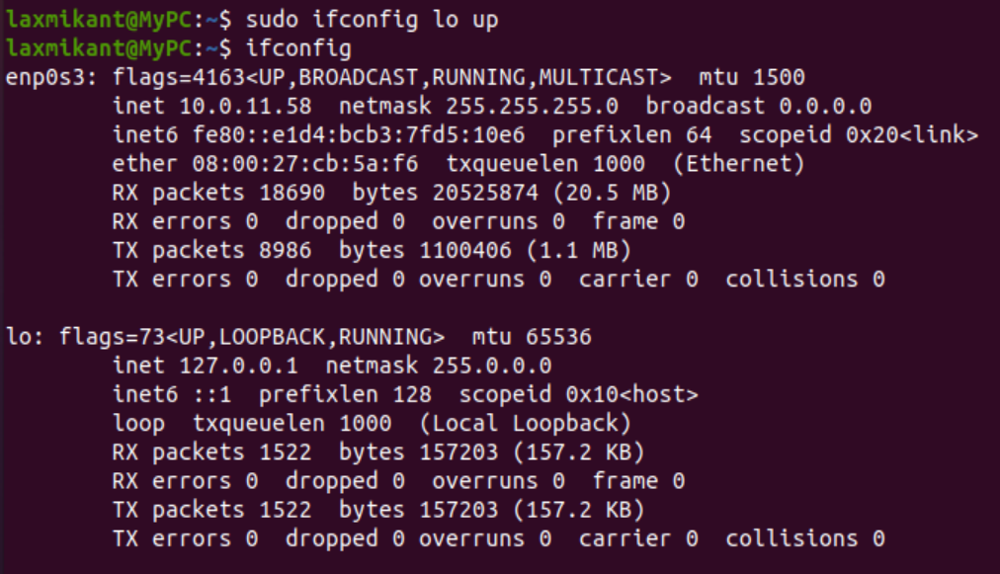 laxmikant@MyPC:~$ sudo ifconfig lo up
laxmikant@MyPC:~$ ifconfig
enp0s3: flags=4163<UP,BROADCAST,RUNNING,MULTICAST>  mtu 1500
        inet 10.0.11.58  netmask 255.255.255.0  broadcast 0.0.0.0
        inet6 fe80::e1d4:bcb3:7fd5:10e6  prefixlen 64  scopeid 0x20<link>
        ether 08:00:27:cb:5a:f6  txqueuelen 1000  (Ethernet)
        RX packets 18690  bytes 20525874 (20.5 MB)
        RX errors 0  dropped 0  overruns 0  frame 0
        TX packets 8986  bytes 1100406 (1.1 MB)
        TX errors 0  dropped 0 overruns 0  carrier 0  collisions 0

lo: flags=73<UP,LOOPBACK,RUNNING>  mtu 65536
        inet 127.0.0.1  netmask 255.0.0.0
        inet6 ::1  prefixlen 128  scopeid 0x10<host>
        loop  txqueuelen 1000  (Local Loopback)
        RX packets 1522  bytes 157203 (157.2 KB)
        RX errors 0  dropped 0  overruns 0  frame 0
        TX packets 1522  bytes 157203 (157.2 KB)
        TX errors 0  dropped 0 overruns 0  carrier 0  collisions 0